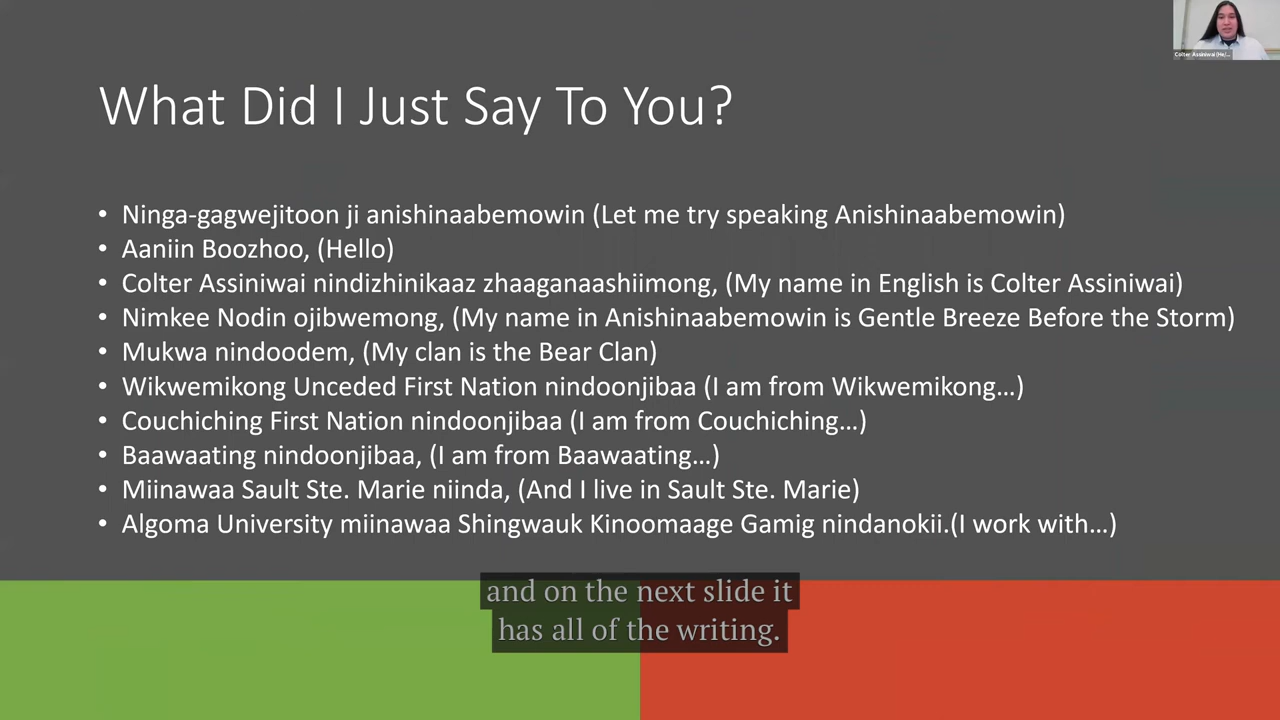 Colter Assiniwai (He/...
What Did I Just Say To You?
• Ninga-gagwejitoon ji anishinaabemowin (Let me try speaking Anishinaabemowin)
• Aaniin Boozhoo, (Hello)
• Colter Assiniwai nindizhinikaaz zhaaganaashiimong, (My name in English is Colter Assiniwai)
• Nimkee Nodin ojibwemong, (My name in Anishinaabemowin is Gentle Breeze Before the Storm)
• Mukwa nindoodem, (My clan is the Bear Clan)
• Wikwemikong Unceded First Nation nindoonjibaa (I am from Wikwemikong…)
• Couchiching First Nation nindoonjibaa (I am from Couchiching…)
• Baawaating nindoonjibaa, (I am from Baawaating…)
• Miinawaa Sault Ste. Marie niinda, (And I live in Sault Ste. Marie)
• Algoma University miinawaa Shingwauk Kinoomaage Gamig nindanokii.(I work with…)
and on the next slide it
has all of the writing.